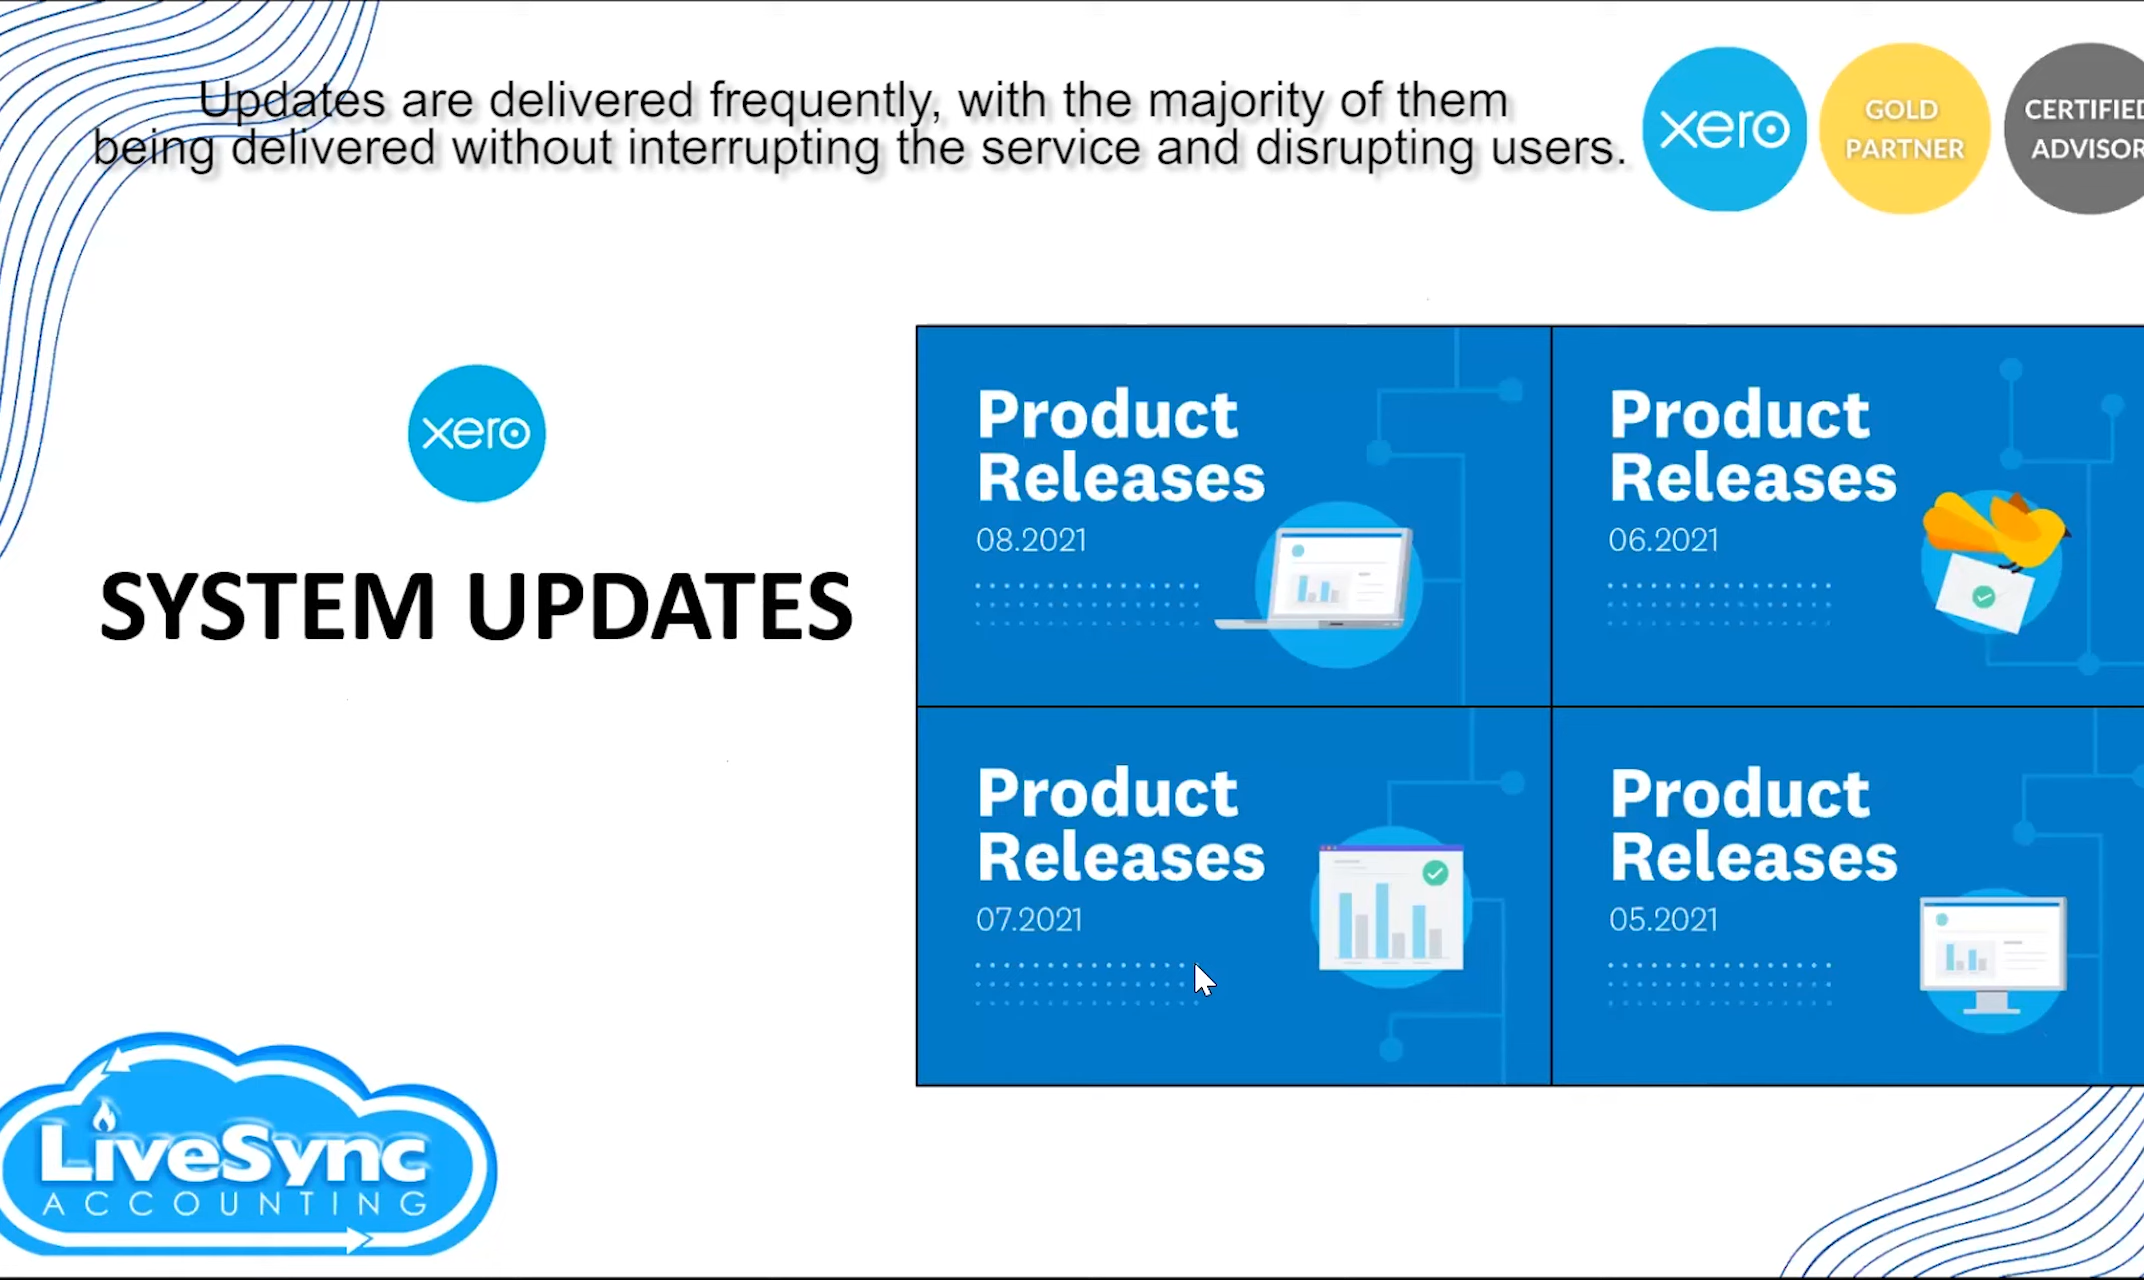 Updates are delivered frequently, with the majority of them
being delivered without interrupting the service and disrupting users.
xero
GOLD
PARTNER
CERTIFIED
ADVISOR
xero
SYSTEM UPDATES
Product
Releases
08.2021
Product
Releases
06.2021
Product
Releases
07.2021
Product
Releases
05.2021
LiveSync
ACCOUNTING